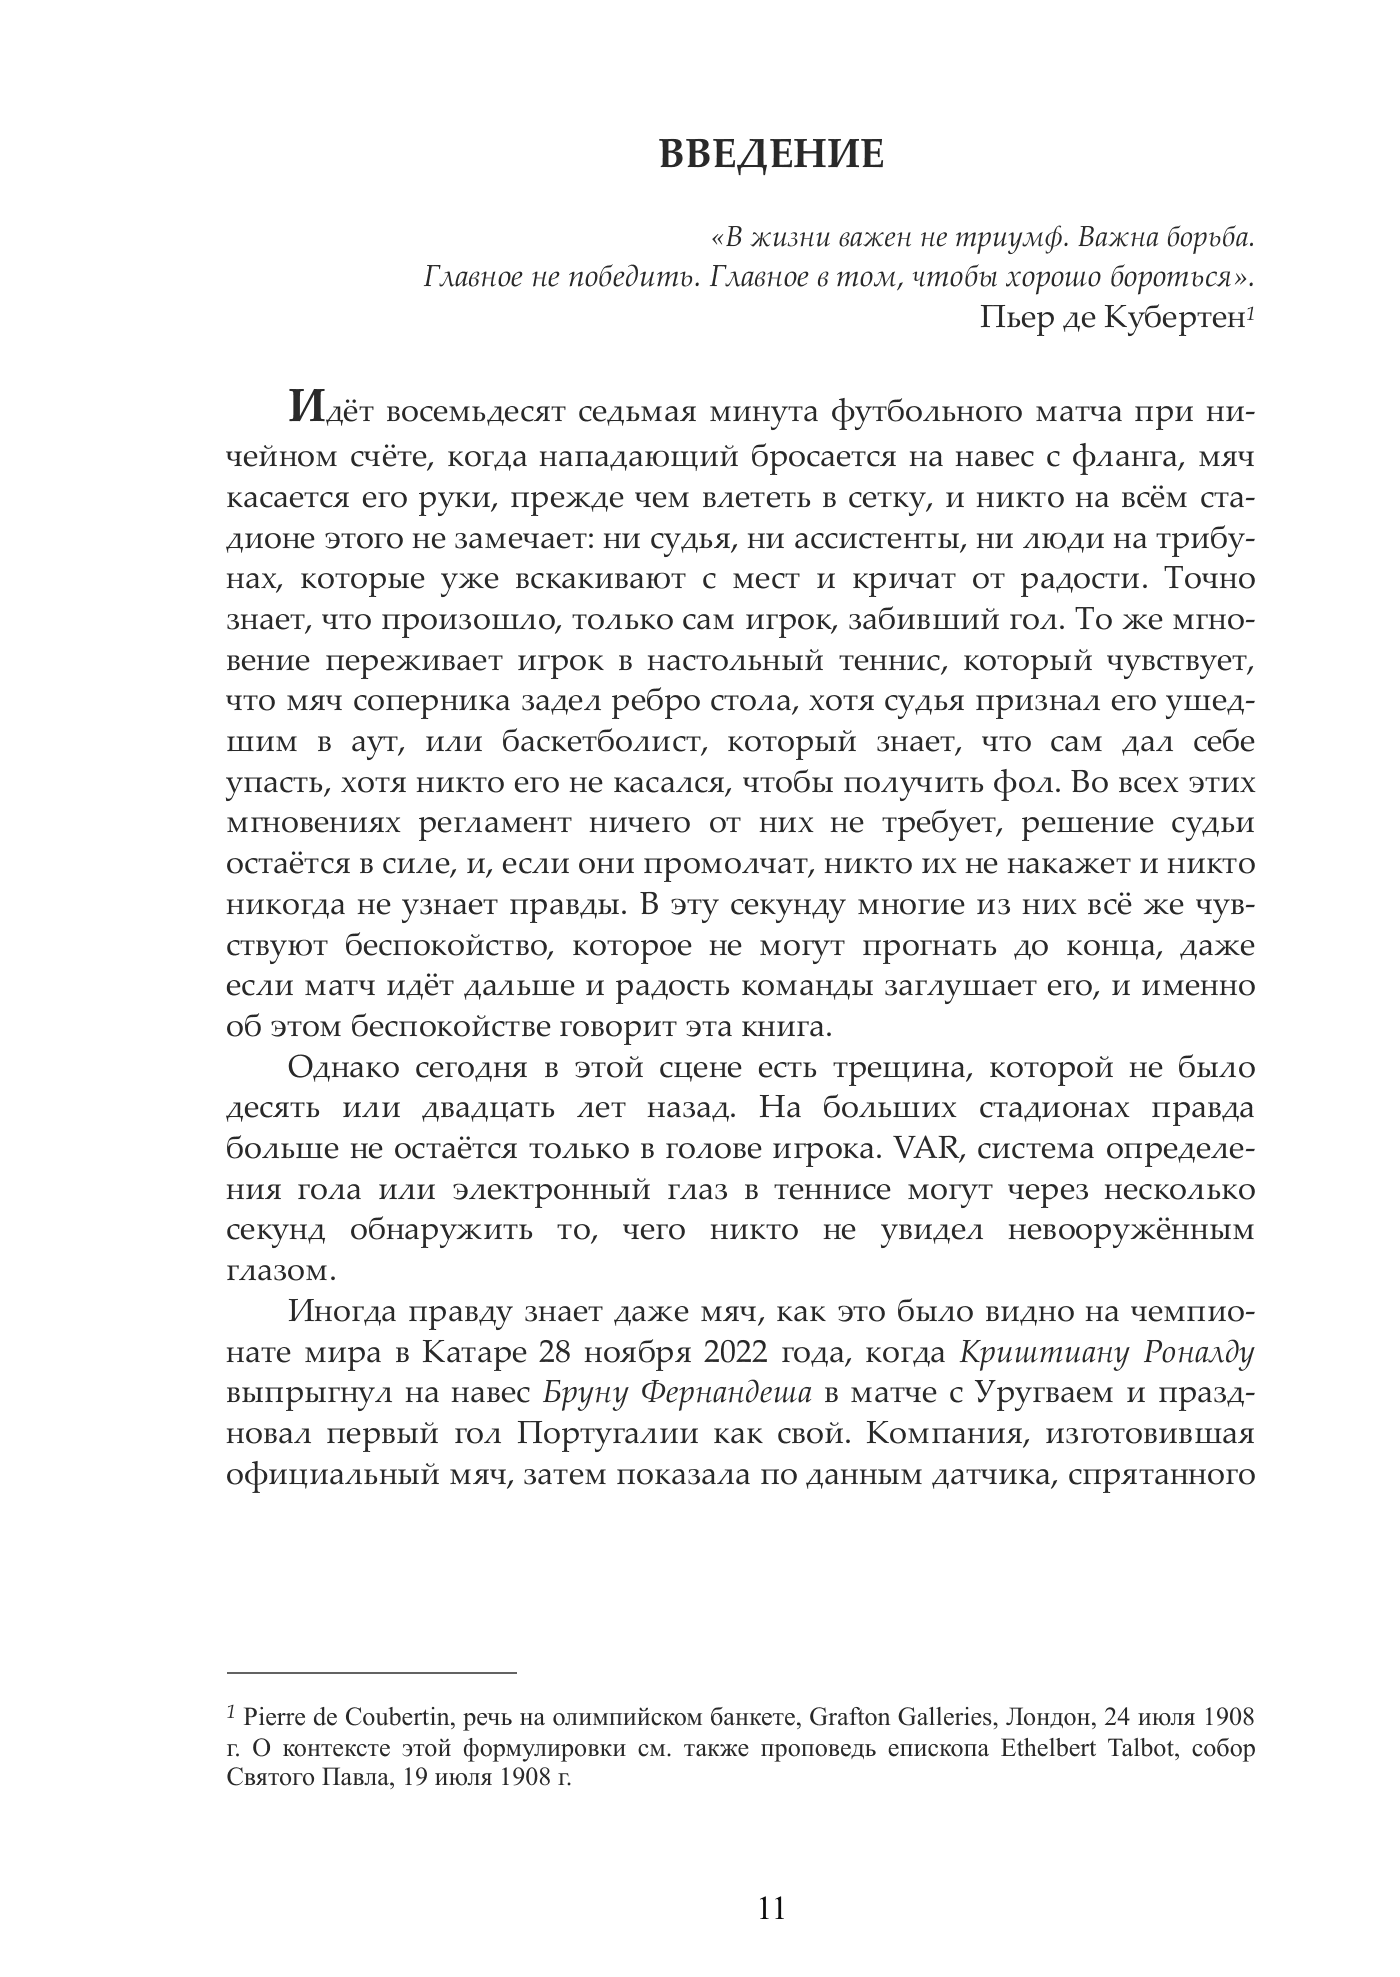 ВВЕДЕНИЕ
«В жизни важен не триумф. Важна борьба.
Главное не победить. Главное в том, чтобы хорошо бороться».
Пьер де Кубертен1
Идёт восемьдесят седьмая минута футбольного матча при ни-
чейном счёте, когда нападающий бросается на навес с фланга, мяч
касается его руки, прежде чем влететь в сетку, и никто на всём ста-
дионе этого не замечает: ни судья, ни ассистенты, ни люди на трибу-
нах, которые уже вскакивают с мест и кричат от радости. Точно
знает, что произошло, только сам игрок, забивший гол. То же мгно-
вение переживает игрок в настольный теннис, который чувствует,
что мяч соперника задел ребро стола, хотя судья признал его ушед-
шим в аут, или баскетболист, который знает, что сам дал себе
упасть, хотя никто его не касался, чтобы получить фол. Во всех этих
мгновениях регламент ничего от них не требует, решение судьи
остаётся в силе, и, если они промолчат, никто их не накажет и никто
никогда не узнает правды. В эту секунду многие из них всё же чув-
ствуют беспокойство, которое не могут прогнать до конца, даже
если матч идёт дальше и радость команды заглушает его, и именно
об этом беспокойстве говорит эта книга.
Однако сегодня в этой сцене есть трещина, которой не было
десять или двадцать лет назад. На больших стадионах правда
больше не остаётся только в голове игрока. VAR, система определе-
ния гола или электронный глаз в теннисе могут через несколько
секунд обнаружить то, чего никто не увидел невооружённым
глазом.
Иногда правду знает даже мяч, как это было видно на чемпио-
нате мира в Катаре 28 ноября 2022 года, когда Криштиану Роналду
выпрыгнул на навес Бруну Фернандеша в матче с Уругваем и празд-
новал первый гол Португалии как свой. Компания, изготовившая
официальный мяч, затем показала по данным датчика, спрятанного
1 Pierre de Coubertin, речь на олимпийском банкете, Grafton Galleries, Лондон, 24 июля 1908
г. О контексте этой формулировки см. также проповедь епископа Ethelbert Talbot, собор
Святого Павла, 19 июля 1908 г.
11